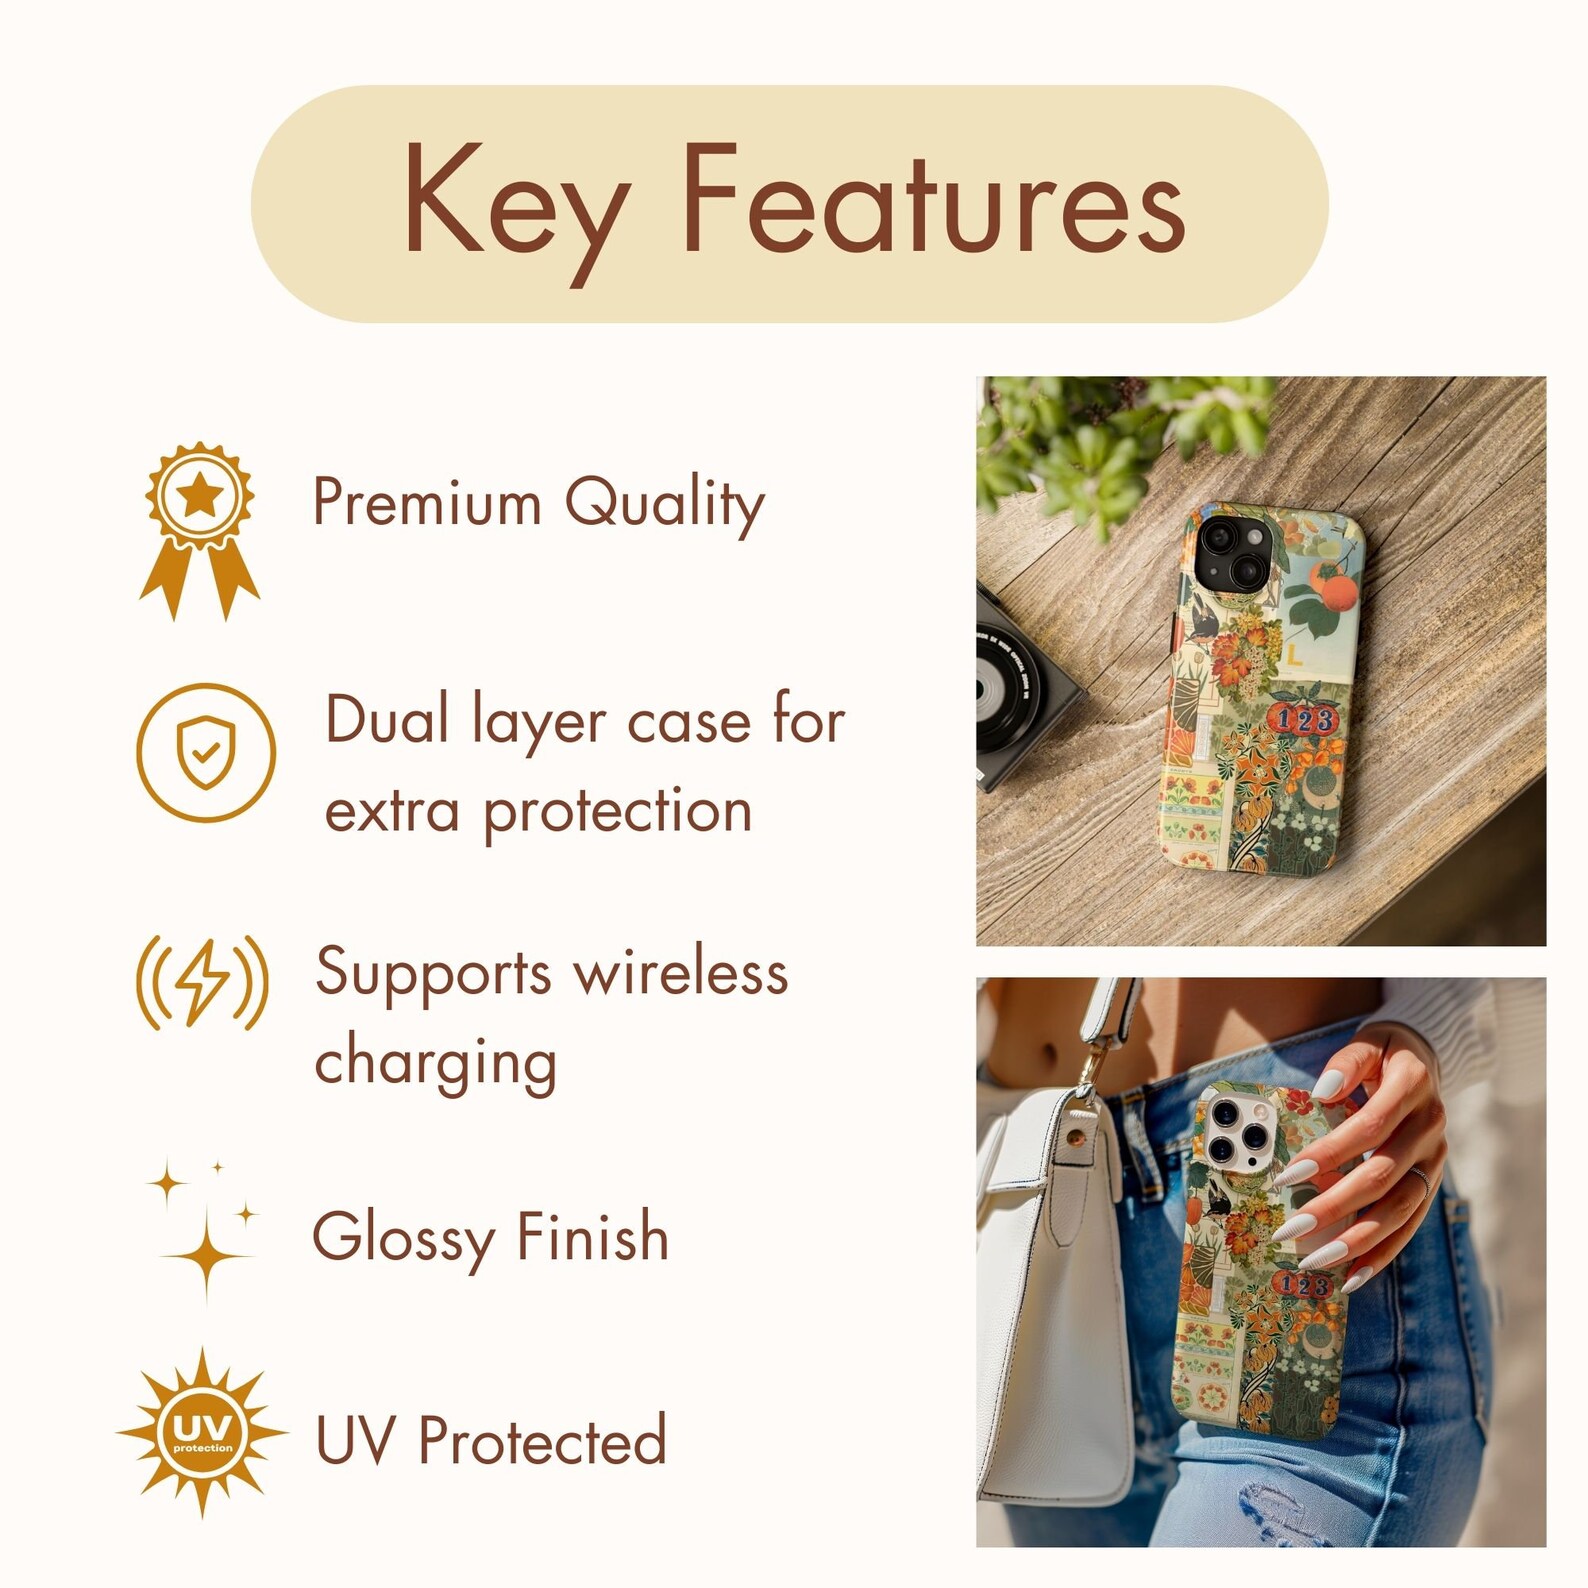 Key Features
Premium Quality
Dual layer case for
extra protection
Supports wireless
charging
Glossy Finish
UV
protection
UV Protected
L
123
123